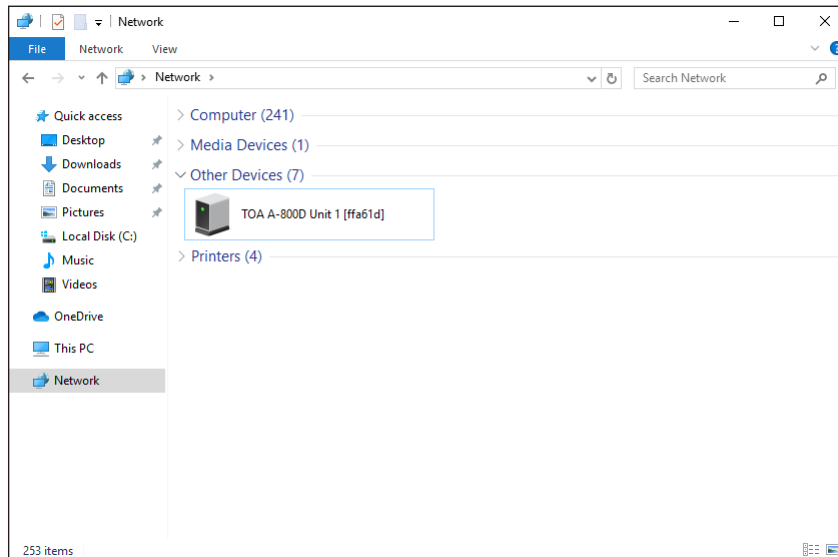 Network
File Network View
Network
Search Network
Quick access
Desktop
Downloads
Documents
Pictures
Local Disk (C:)
Music
Videos
OneDrive
This PC
Network
Computer (241)
Media Devices (1)
Other Devices (7)
TOA A-800D Unit 1 [ffa61d]
Printers (4)
253 items